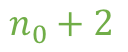 n₀ + 2